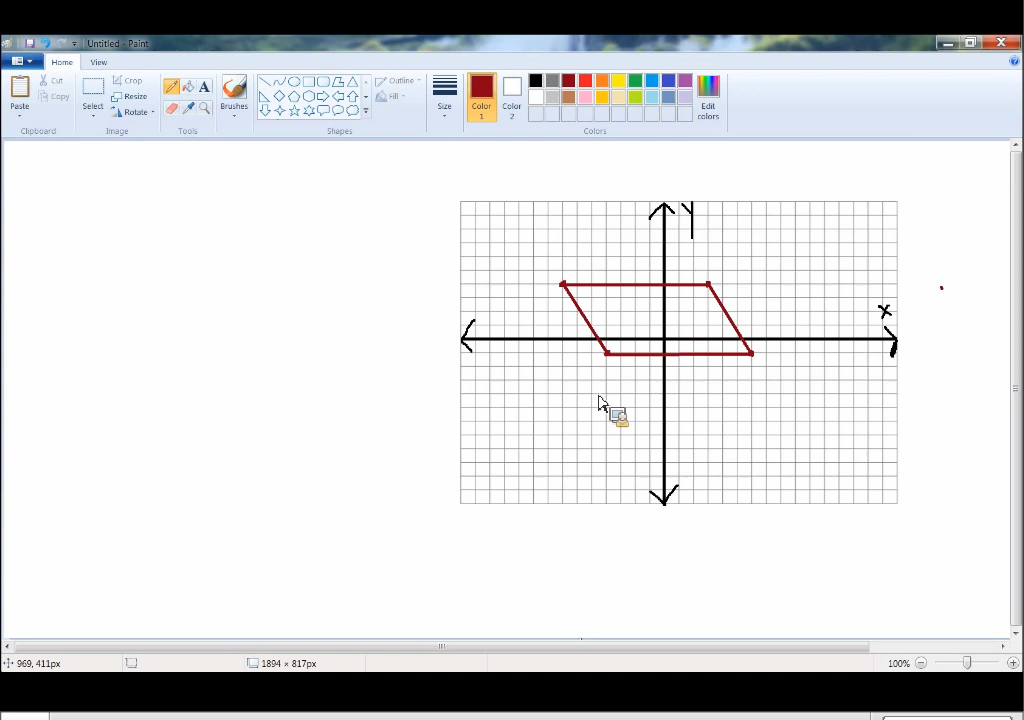 Untitled - Paint
Home View
Paste
Cut
Copy
Clipboard
Select
Crop
Resize
Rotate
Image
A
Tools
Brushes
Outline
Fill
Shapes
Size
Color 1
Color 2
Edit colors
Colors
Y
x
969, 411px
1894 × 817px
100%